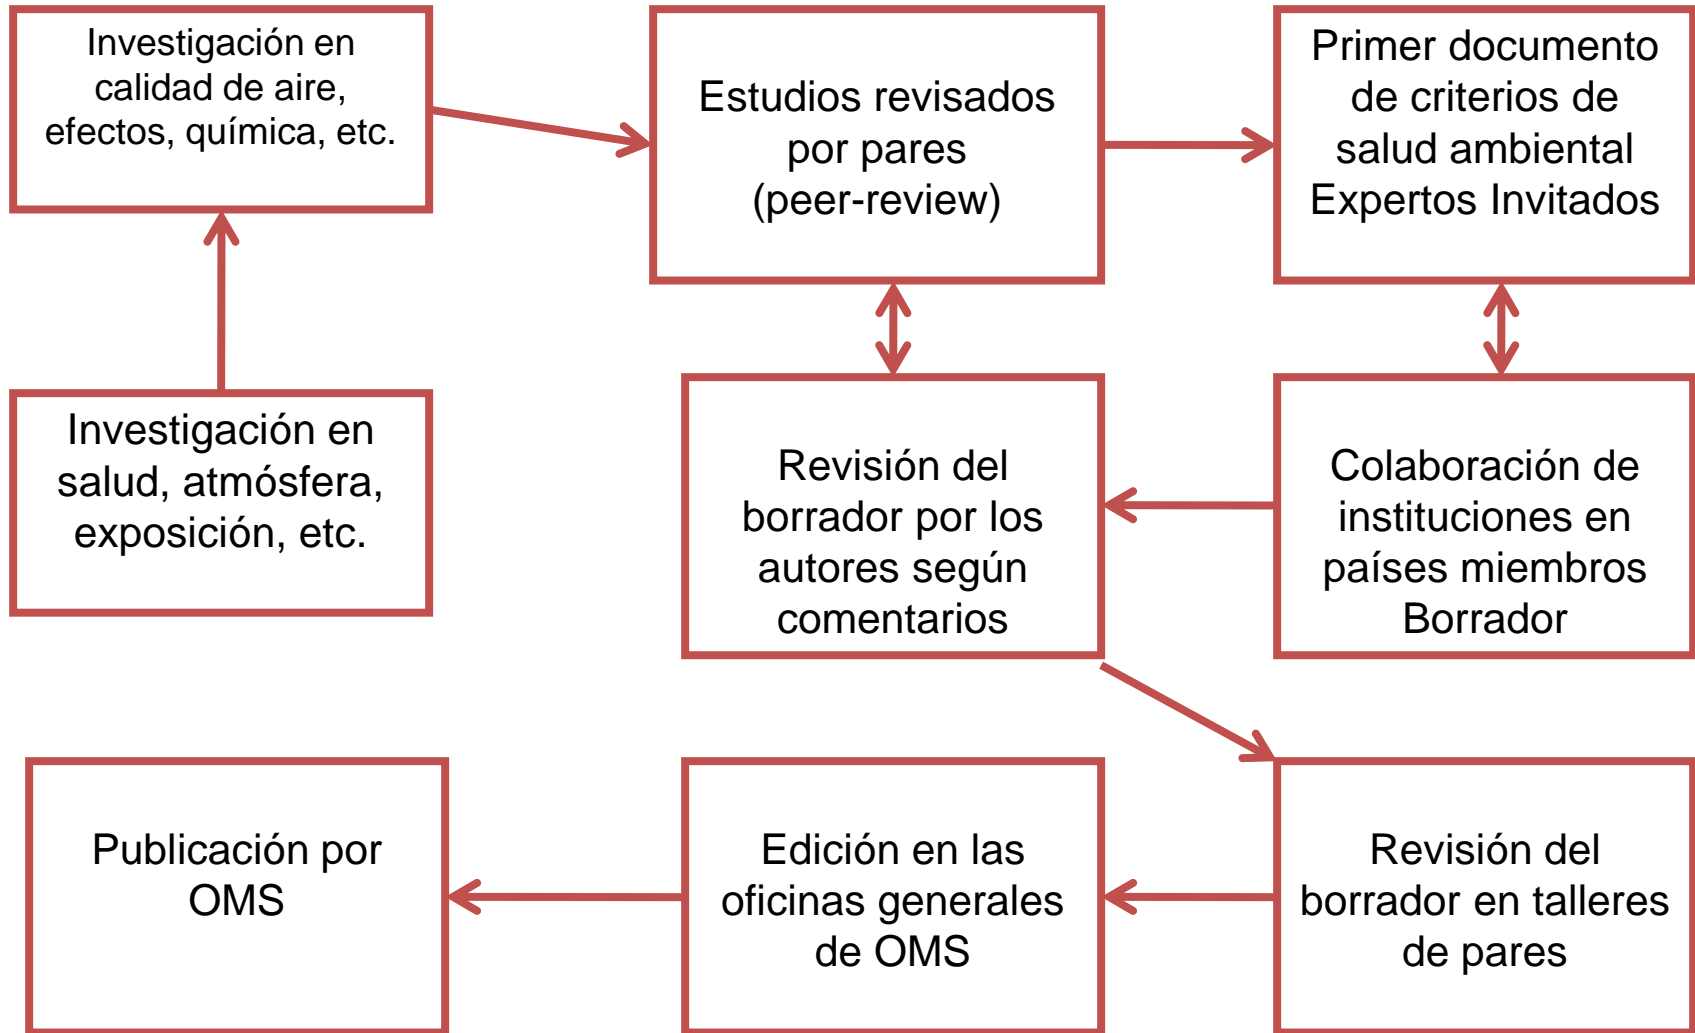 Investigación en
calidad de aire,
efectos, química, etc.
Estudios revisados
por pares
(peer-review)
Primer documento
de criterios de
salud ambiental
Expertos Invitados
Investigación en
salud, atmósfera,
exposición, etc.
Revisión del
borrador por los
autores según
comentarios
Colaboración de
instituciones en
países miembros
Borrador
Publicación por
OMS
Edición en las
oficinas generales
de OMS
Revisión del
borrador en talleres
de pares